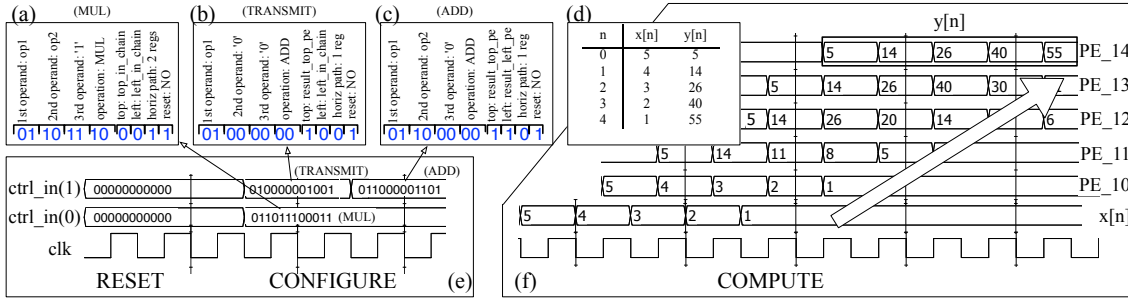 (a)
(MUL)
1st operand: op1
2nd operand: op2
3rd operand: '1'
operation: MUL
top: top_in_chain
left: left_in_chain
horiz path: 2 regs
reset: NO
01 10 11 10 0 0 1 1
(b)
(TRANSMIT)
1st operand: op1
2nd operand: '0'
3rd operand: '0'
operation: ADD
top: top_in_chain
left: left_in_chain
horiz path: 1 reg
reset: NO
01 00 00 00 1 0 0 1
(c)
(ADD)
1st operand: op1
2nd operand: op2
3rd operand: '0'
operation: ADD
top: result_top_pe
left: result_left_pe
horiz path: 1 reg
reset: NO
01 10 00 00 1 1 0 1
(TRANSMIT)
(ADD)
ctrl_in(1) 00000000000 010000001001 011000001101
ctrl_in(0) 00000000000 011011100011 (MUL)
clk
RESET CONFIGURE (e)
(d)
n x[n] y[n]
0 5 5
1 4 14
2 3 26
3 2 40
4 1 55
y[n]
5 14 26 40 55 PE_14
5 14 26 40 30 PE_13
5 14 26 20 14 6 PE_12
5 14 11 8 5 PE_11
5 4 3 2 1 PE_10
5 4 3 2 1 x[n]
(f) COMPUTE